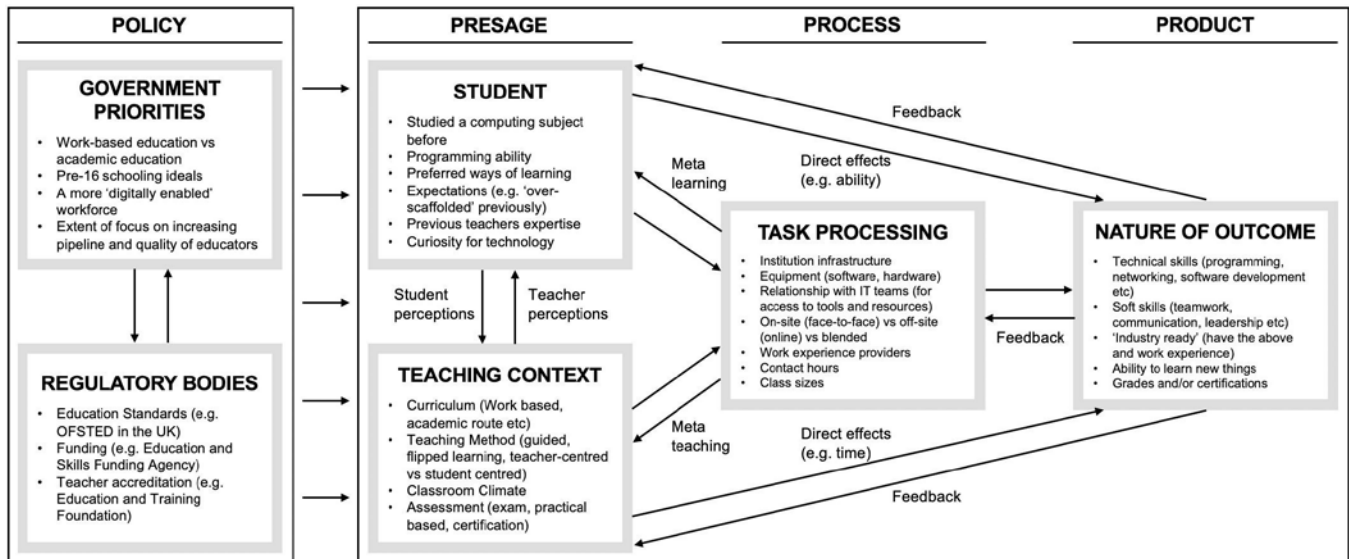 POLICY
PRESAGE
PROCESS
PRODUCT
GOVERNMENT
PRIORITIES
• Work-based education vs
academic education
• Pre-16 schooling ideals
• A more ‘digitally enabled’
workforce
• Extent of focus on increasing
pipeline and quality of educators
REGULATORY BODIES
• Education Standards (e.g.
OFSTED in the UK)
• Funding (e.g. Education and
Skills Funding Agency)
• Teacher accreditation (e.g.
Education and Training
Foundation)
STUDENT
• Studied a computing subject
before
• Programming ability
• Preferred ways of learning
• Expectations (e.g. ‘over-
scaffolded’ previously)
• Previous teachers expertise
• Curiosity for technology
Student
perceptions
Teacher
perceptions
TEACHING CONTEXT
• Curriculum (Work based,
academic route etc)
• Teaching Method (guided,
flipped learning, teacher-centred
vs student centred)
• Classroom Climate
• Assessment (exam, practical
based, certification)
Meta
learning
Direct effects
(e.g. ability)
Feedback
TASK PROCESSING
• Institution infrastructure
• Equipment (software, hardware)
• Relationship with IT teams (for
access to tools and resources)
• On-site (face-to-face) vs off-site
(online) vs blended
• Work experience providers
• Contact hours
• Class sizes
Feedback
Meta
teaching
Direct effects
(e.g. time)
Feedback
NATURE OF OUTCOME
• Technical skills (programming,
networking, software development
etc)
• Soft skills (teamwork,
communication, leadership etc)
• ‘Industry ready’ (have the above
and work experience)
• Ability to learn new things
• Grades and/or certifications